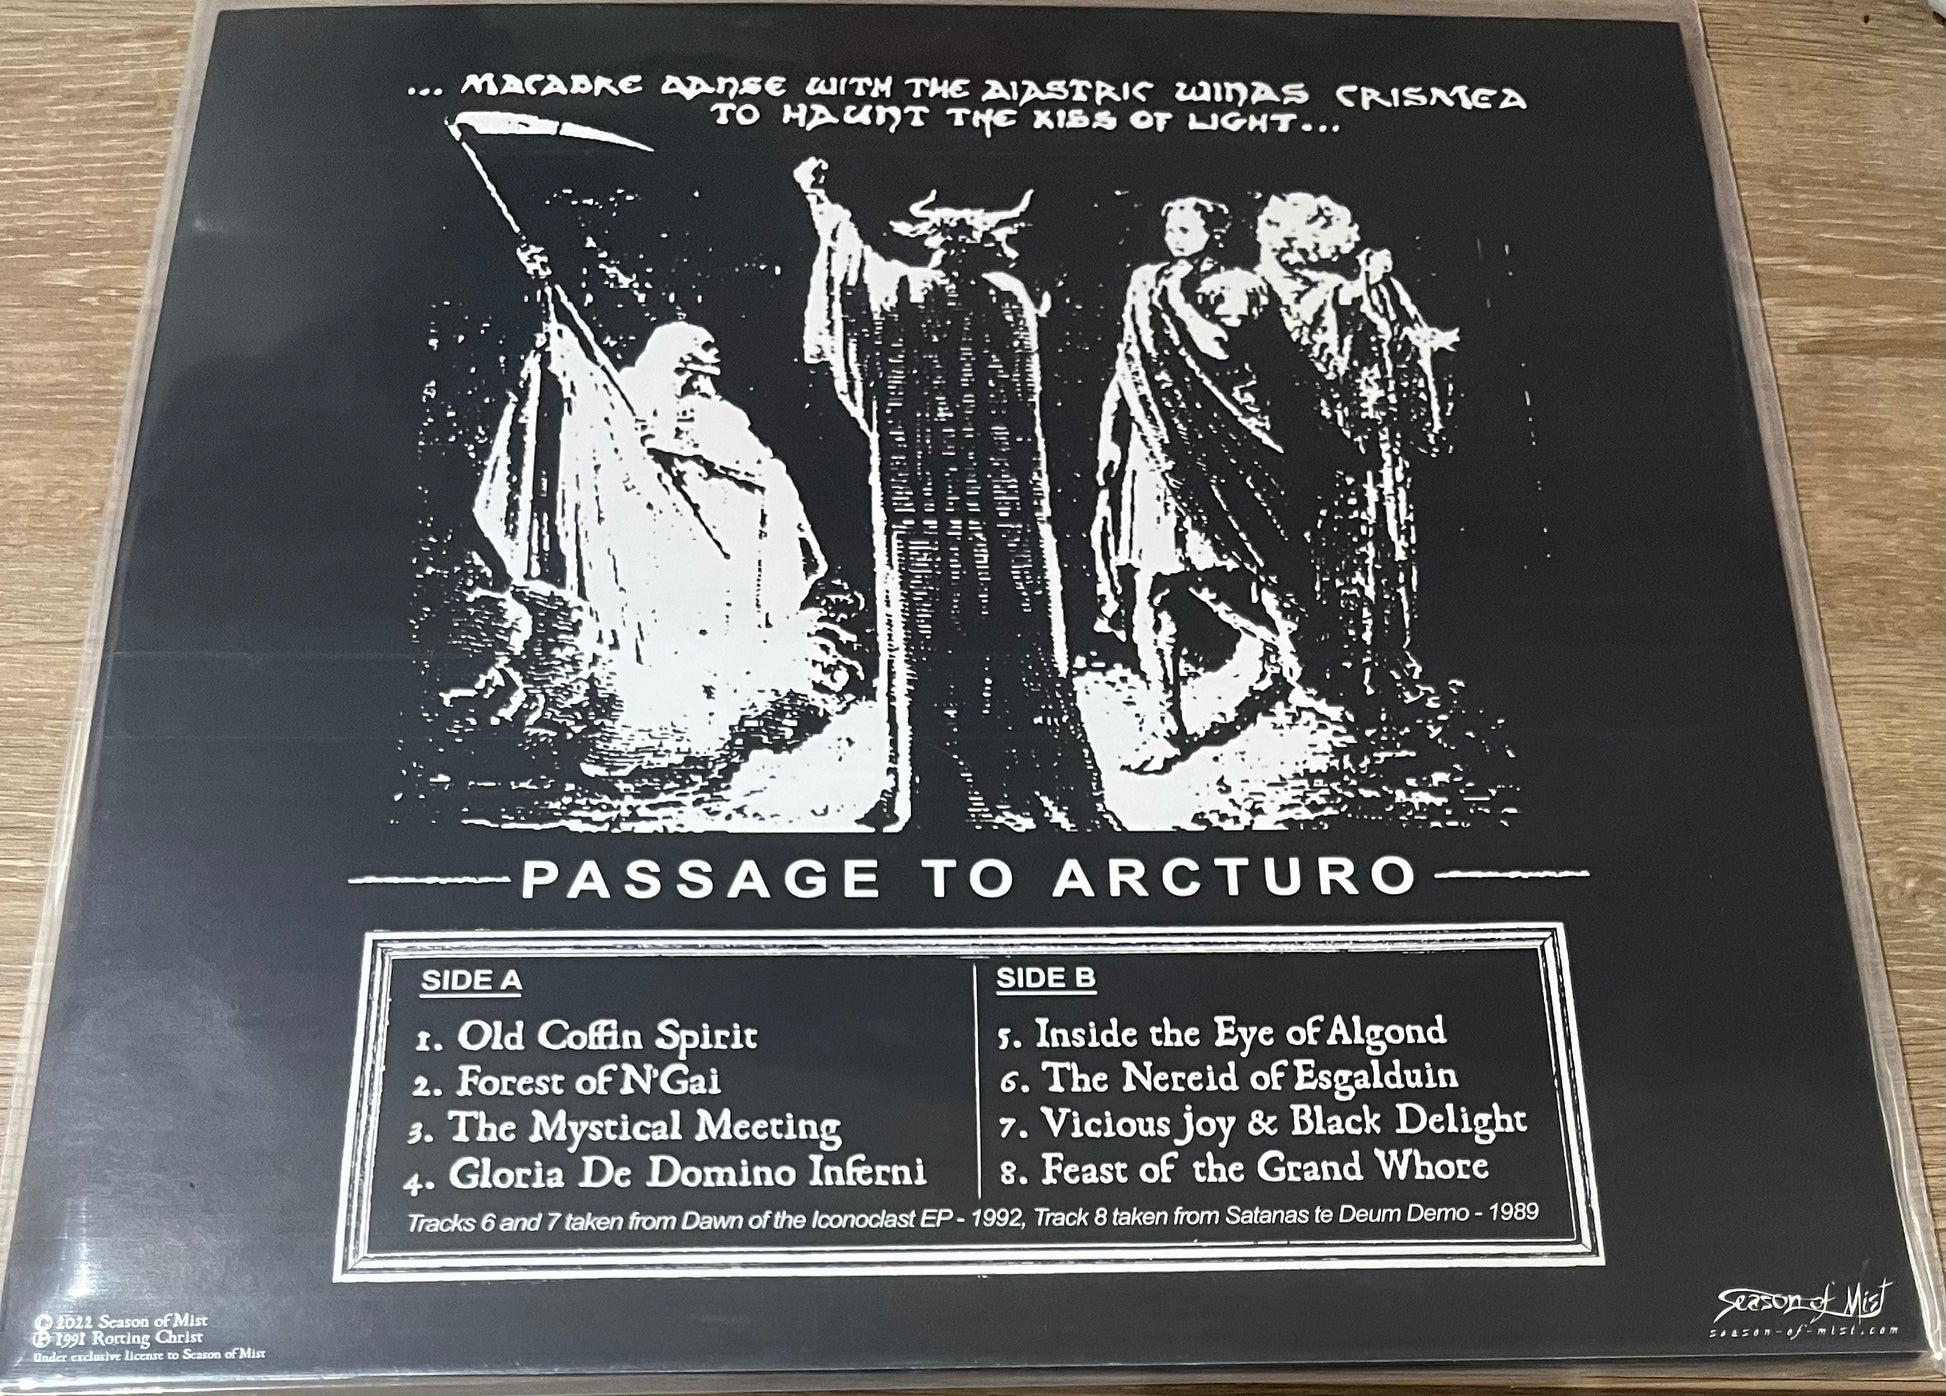 ... MACABRE DANSE WITH THE DIASTRIC WINDS CRISMED
TO HAUNT THE KISS OF LIGHT...
PASSAGE TO ARCTURO
SIDE A
1. Old Coffin Spirit
2. Forest of N'Gai
3. The Mystical Meeting
4. Gloria De Domino Inferni
SIDE B
5. Inside the Eye of Algond
6. The Nereid of Esgalduin
7. Vicious joy & Black Delight
8. Feast of the Grand Whore
Tracks 6 and 7 taken from Dawn of the Iconoclast EP - 1992, Track 8 taken from Satanas te Deum Demo - 1989
© 2022 Season of Mist
℗ 1991 Rotting Christ
Under exclusive license to Season of Mist
Season of Mist
season-of-mist.com